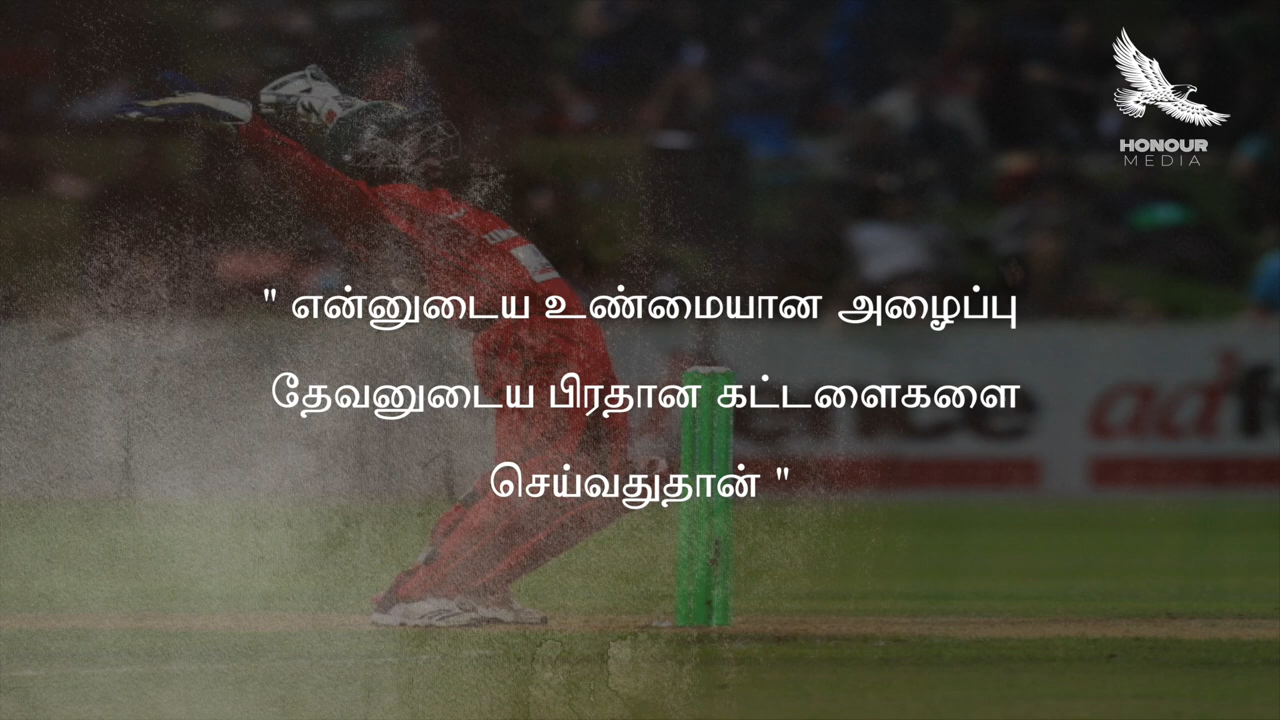 HONOUR
MEDIA
" என்னுடைய உண்மையான அழைப்பு
தேவனுடைய பிரதான கட்டளைகளை
செய்வதுதான் "